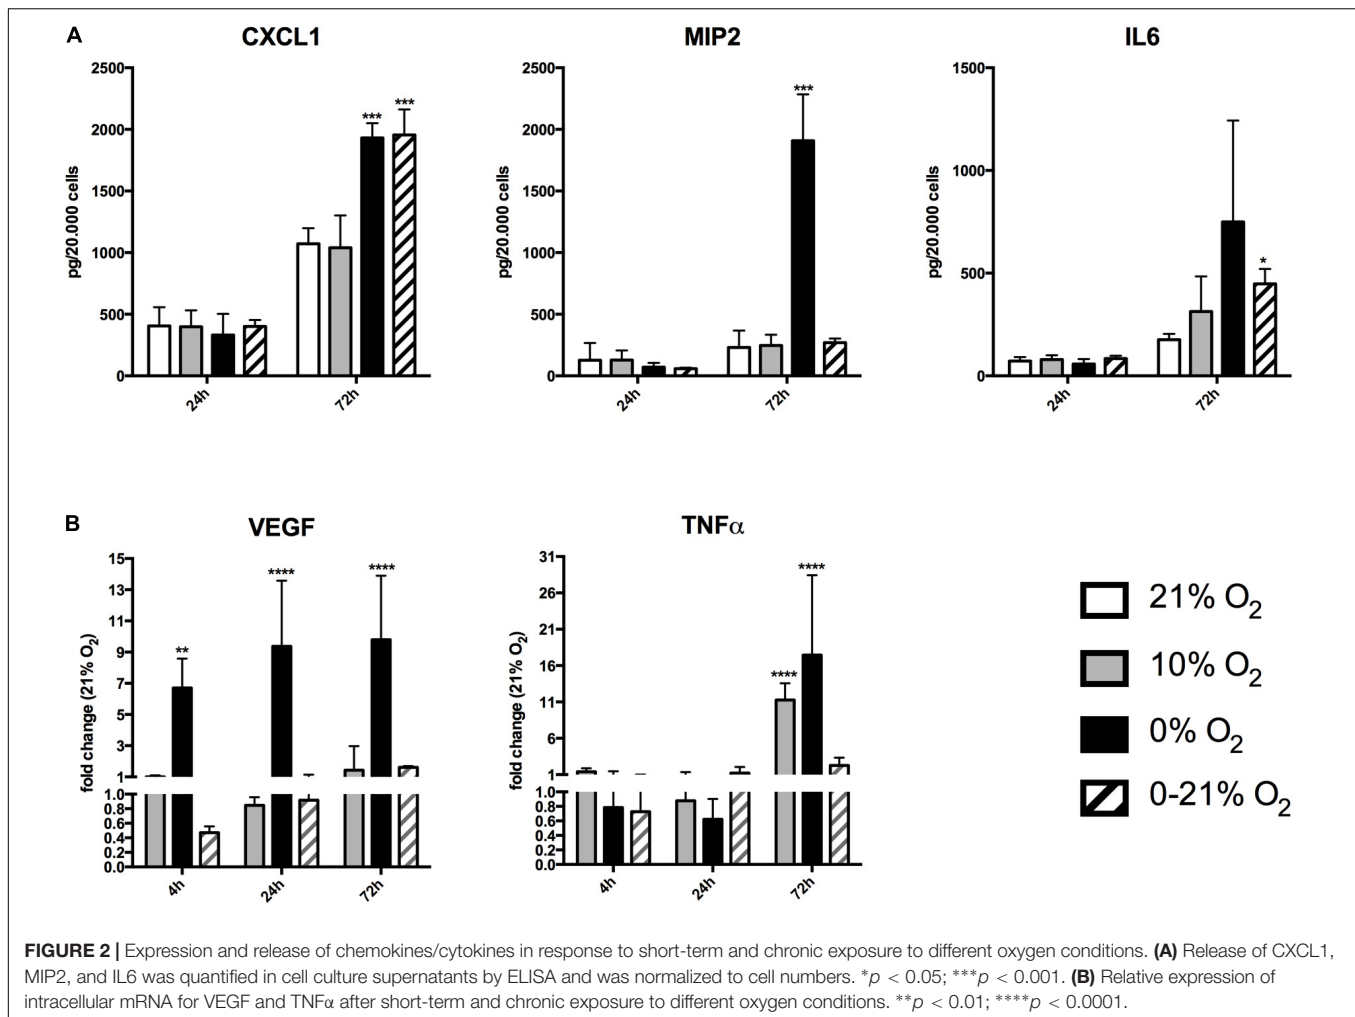 A
CXCL1
pg/20.000 cells
2500
2000
1500
1000
500
0
***
***
24h
72h
MIP2
pg/20.000 cells
2500
2000
1500
1000
500
0
***
24h
72h
IL6
pg/20.000 cells
1500
1000
500
0
*
24h
72h
B
VEGF
fold change (21% O₂)
15
13
11
9
7
5
3
1
1.0
0.8
0.6
0.4
0.2
0.0
**
****
****
4h
24h
72h
TNFα
fold change (21% O₂)
31
26
21
16
11
6
1
1.0
0.8
0.6
0.4
0.2
0.0
****
****
4h
24h
72h
21% O₂
10% O₂
0% O₂
0-21% O₂
FIGURE 2 | Expression and release of chemokines/cytokines in response to short-term and chronic exposure to different oxygen conditions. (A) Release of CXCL1,
MIP2, and IL6 was quantified in cell culture supernatants by ELISA and was normalized to cell numbers. *p < 0.05; ***p < 0.001. (B) Relative expression of
intracellular mRNA for VEGF and TNFα after short-term and chronic exposure to different oxygen conditions. **p < 0.01; ****p < 0.0001.